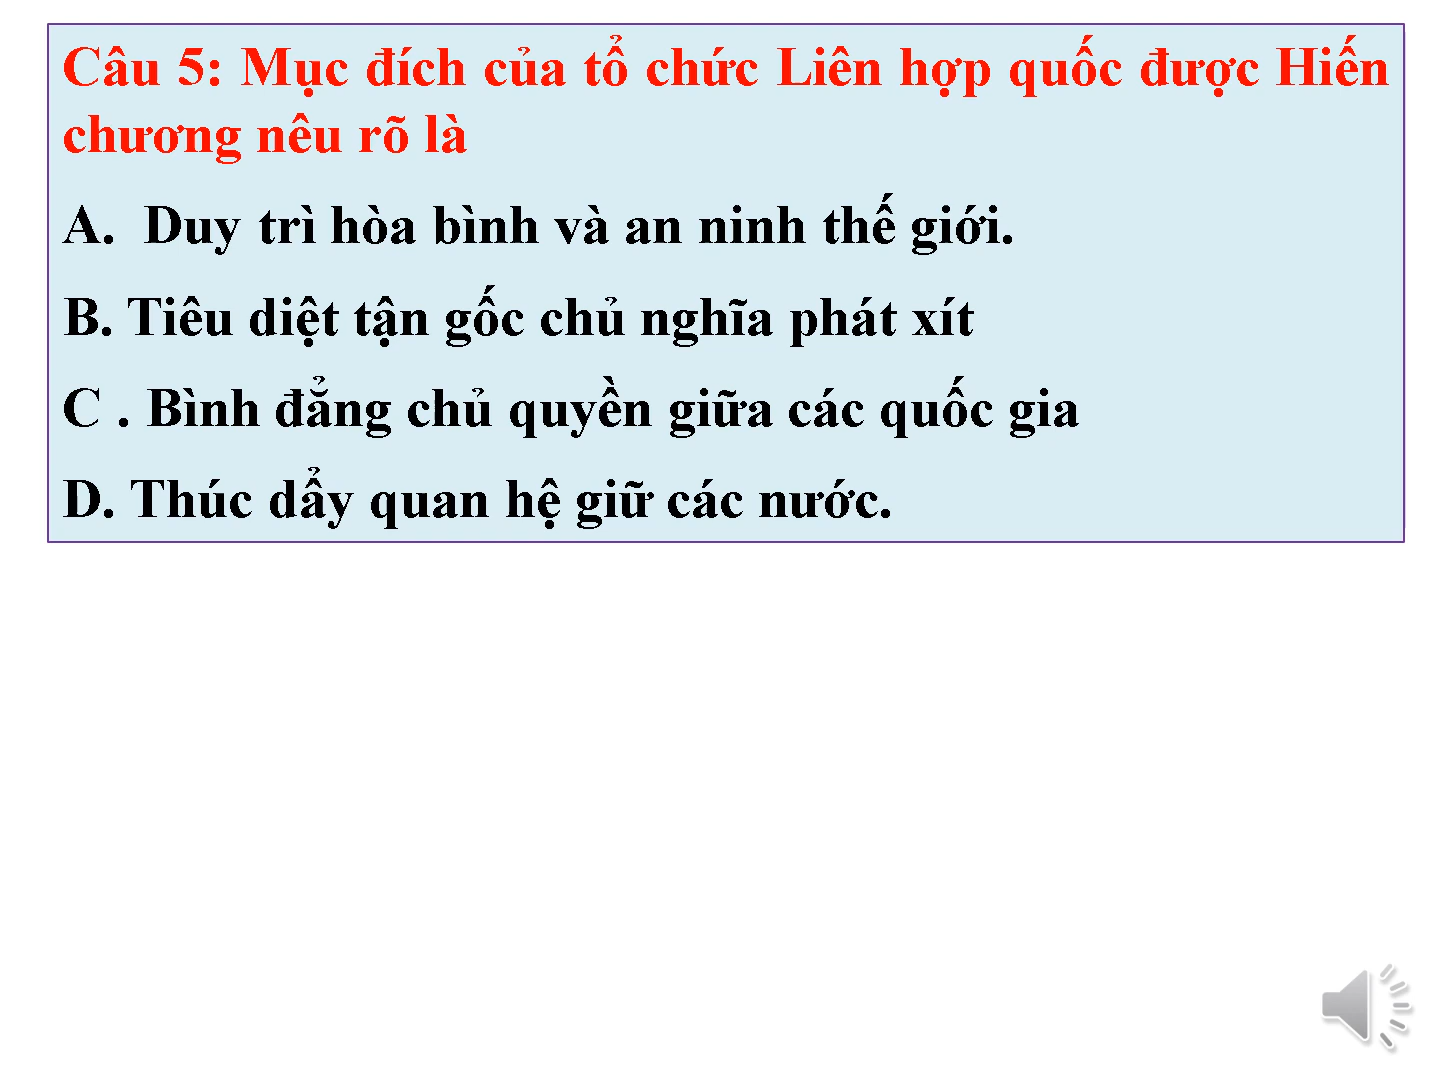 Câu 5: Mục đích của tổ chức Liên hợp quốc được Hiến
chương nêu rõ là
A. Duy trì hòa bình và an ninh thế giới.
B. Tiêu diệt tận gốc chủ nghĩa phát xít
C . Bình đẳng chủ quyền giữa các quốc gia
D. Thúc dẩy quan hệ giữ các nước.